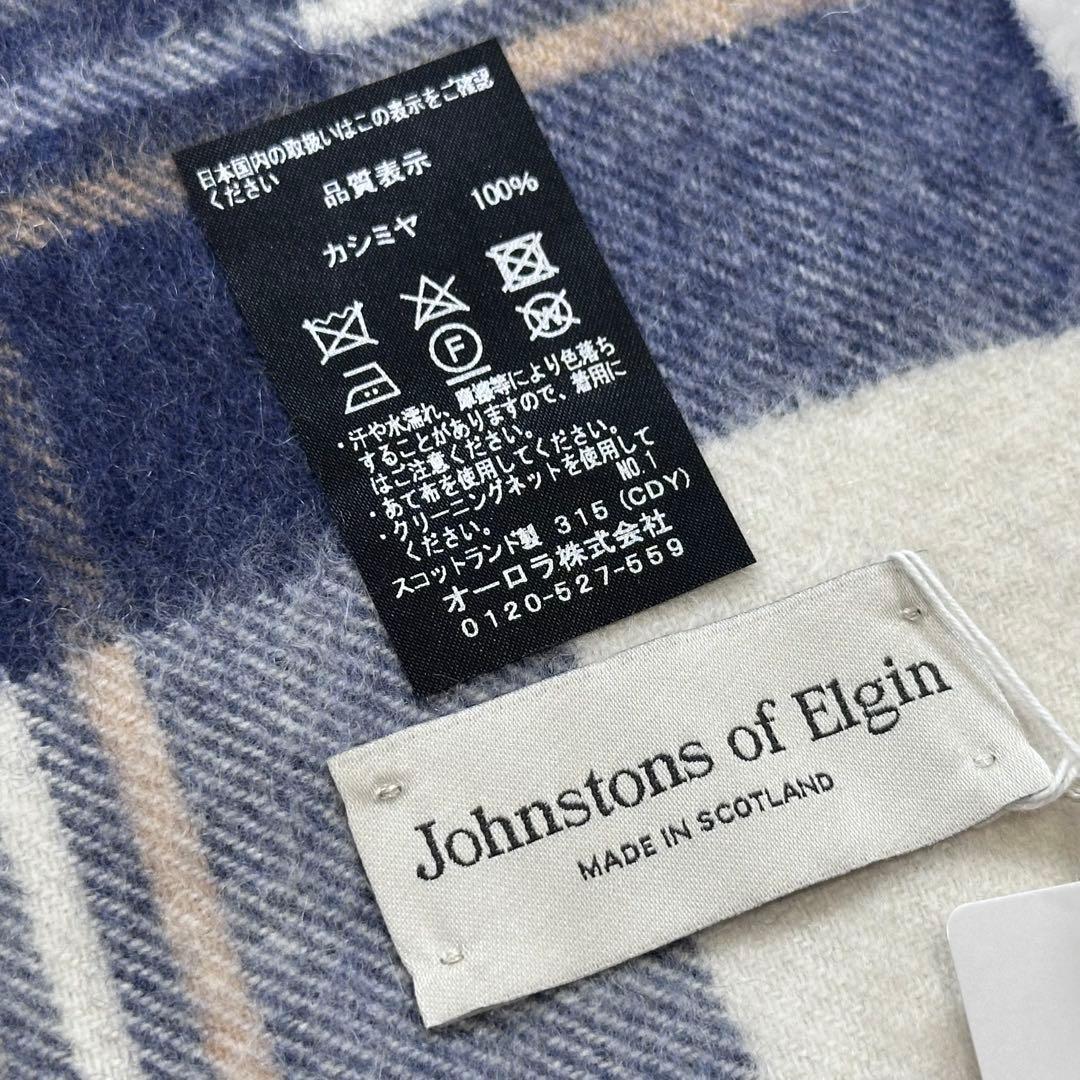 日本国内の取扱いはこの表示をご確認
ください
品質表示
カシミヤ 100%
F
W
・汗や水濡れ、摩擦等により色落ち
することがありますので、着用に
はご注意ください。
・あて布を使用してください。
・クリーニングネットを使用して
ください。 NO.1
スコットランド製 315 (CDY)
オーロラ株式会社
0120-527-559
Johnstons of Elgin
MADE IN SCOTLAND